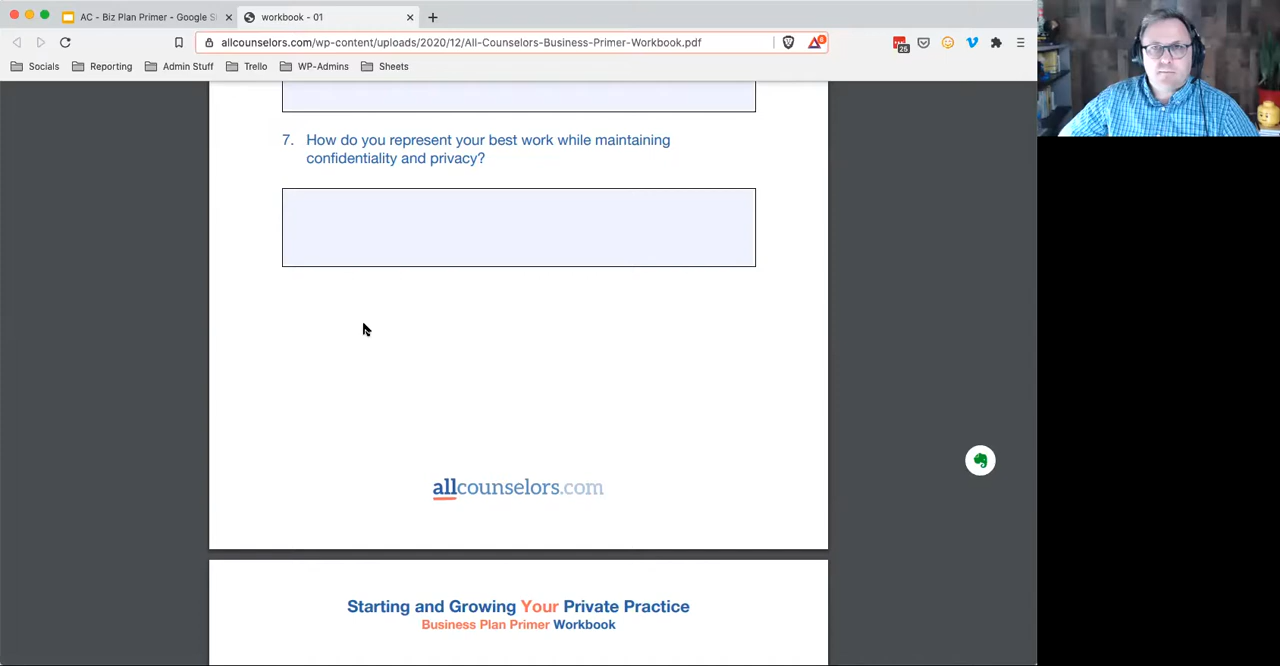 AC - Biz Plan Primer - Google Sl
workbook - 01
allcounselors.com/wp-content/uploads/2020/12/All-Counselors-Business-Primer-Workbook.pdf
8
25
Socials
Reporting
Admin Stuff
Trello
WP-Admins
Sheets
7. How do you represent your best work while maintaining
confidentiality and privacy?
allcounselors.com
Starting and Growing Your Private Practice
Business Plan Primer Workbook